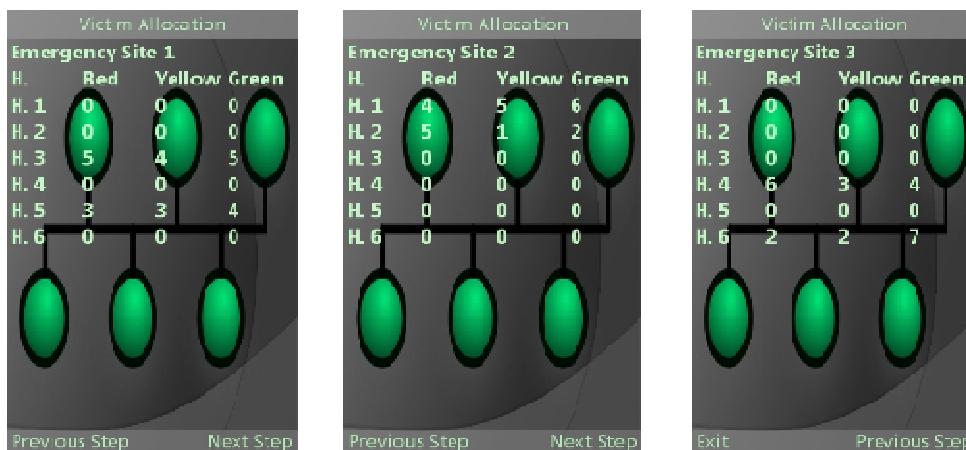 Victim Allocation
Emergency Site 1
H. Red Yellow Green
H. 1 0 0 0
H. 2 0 0 0
H. 3 5 4 5
H. 4 0 0 0
H. 5 3 3 4
H. 6 0 0 0
Previous Step Next Step
Victim Allocation
Emergency Site 2
H. Red Yellow Green
H. 1 4 5 6
H. 2 5 1 2
H. 3 0 0 0
H. 4 0 0 0
H. 5 0 0 0
H. 6 0 0 0
Previous Step Next Step
Victim Allocation
Emergency Site 3
H. Red Yellow Green
H. 1 0 0 0
H. 2 0 0 0
H. 3 0 0 0
H. 4 6 3 4
H. 5 0 0 0
H. 6 2 2 7
Exit Previous Step